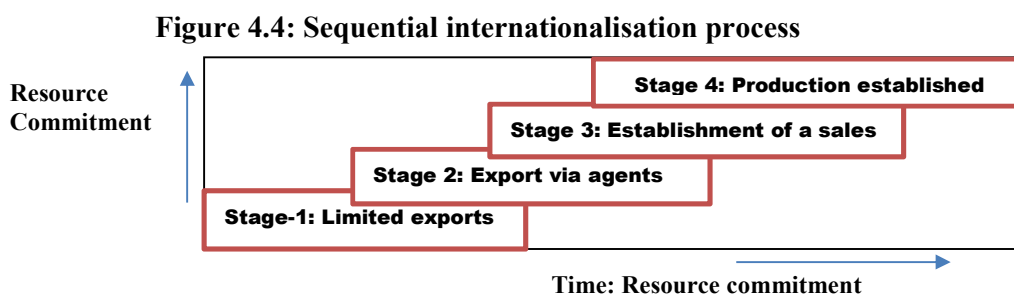 Figure 4.4: Sequential internationalisation process
Resource
Commitment
Stage 4: Production established
Stage 3: Establishment of a sales
Stage 2: Export via agents
Stage-1: Limited exports
Time: Resource commitment